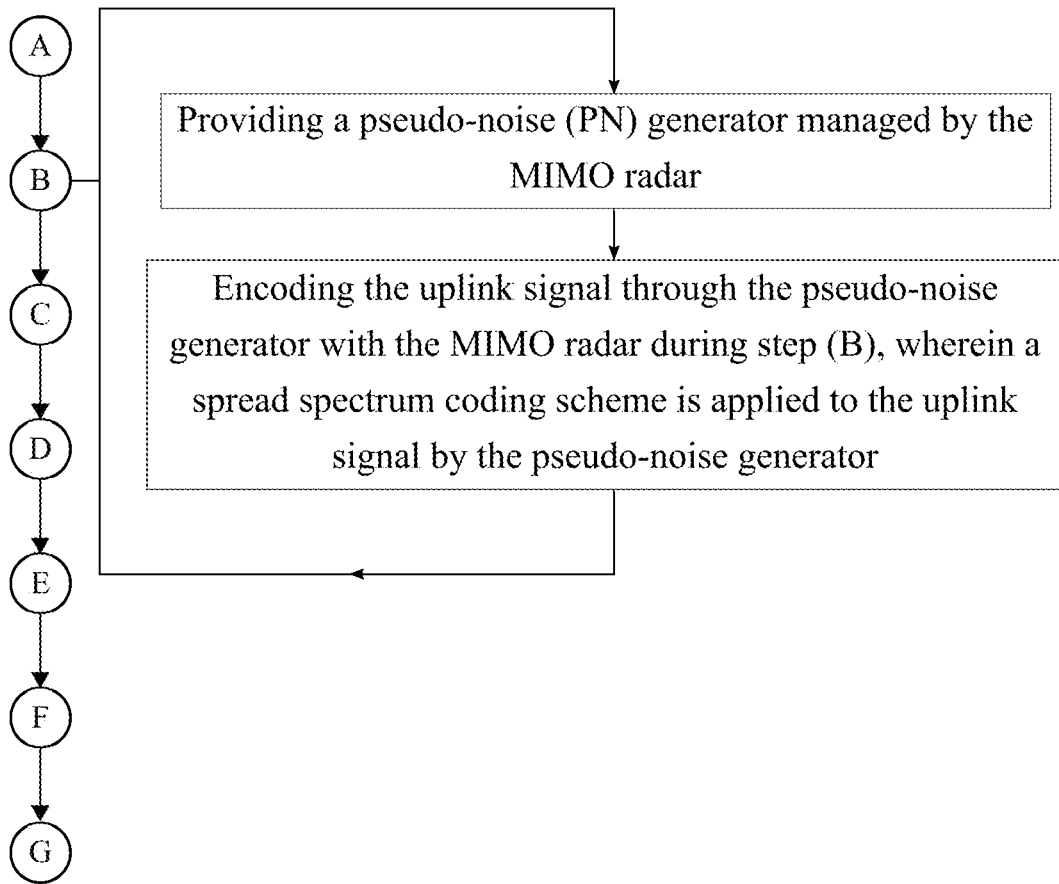 A
B
C
D
E
F
G
Providing a pseudo-noise (PN) generator managed by the
MIMO radar
Encoding the uplink signal through the pseudo-noise
generator with the MIMO radar during step (B), wherein a
spread spectrum coding scheme is applied to the uplink
signal by the pseudo-noise generator